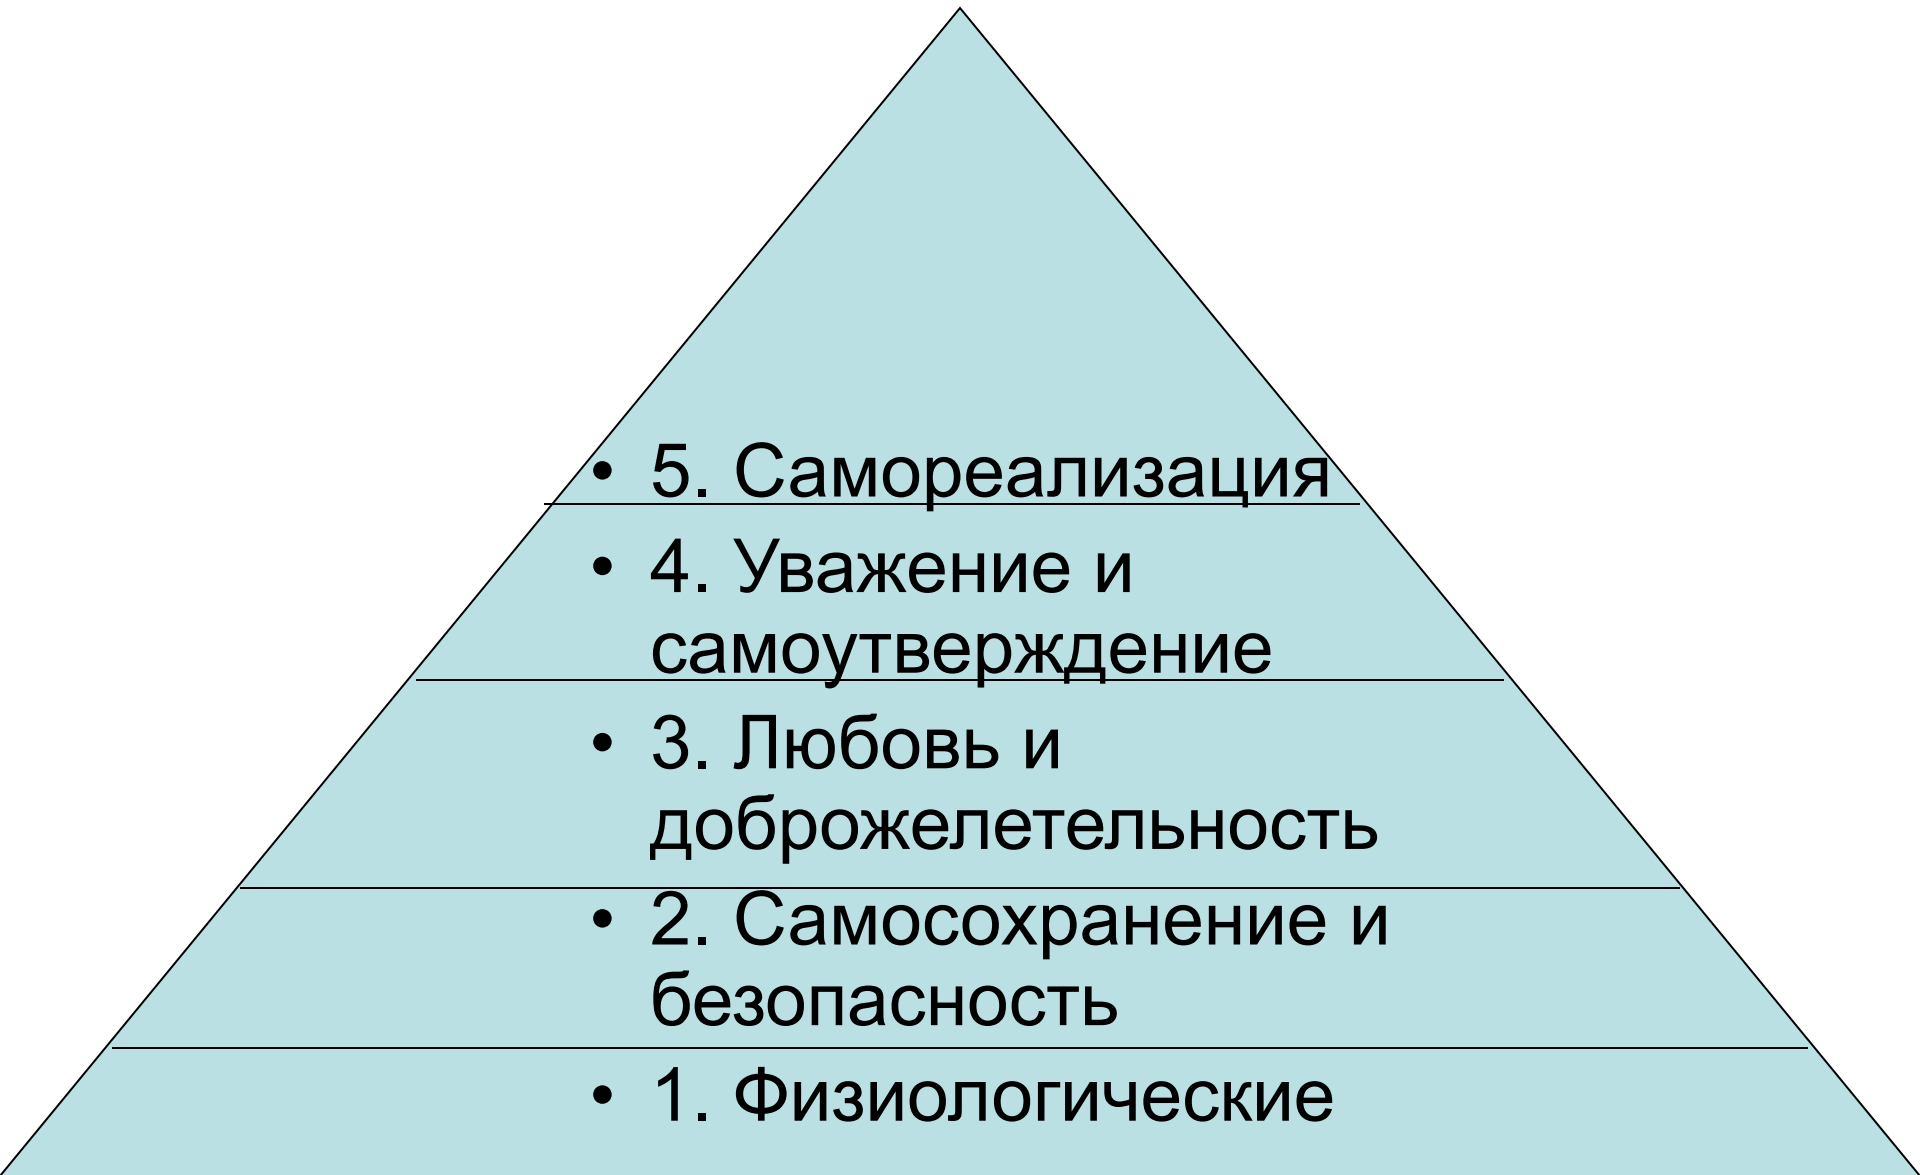 • 5. Самореализация
• 4. Уважение и
самоутверждение
• 3. Любовь и
доброжелетельность
• 2. Самосохранение и
безопасность
• 1. Физиологические